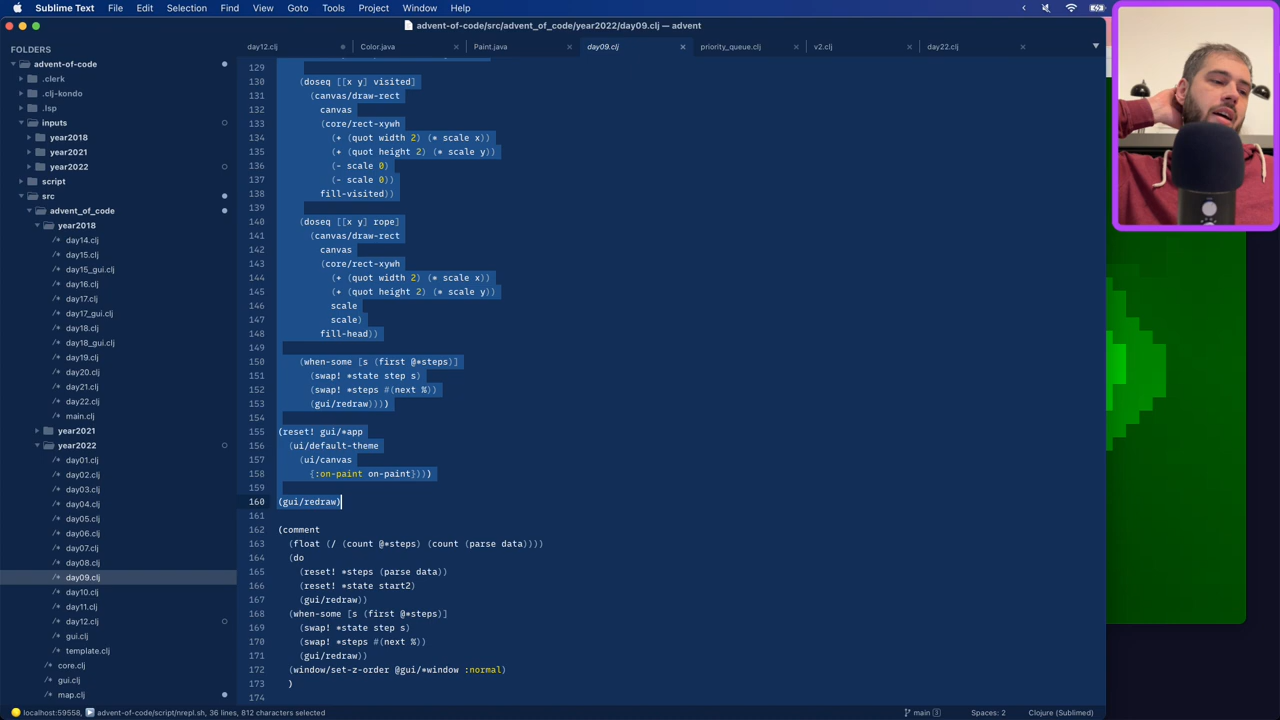 Sublime Text File Edit Selection Find View Goto Tools Project Window Help
advent-of-code/src/advent_of_code/year2022/day09.clj — advent
FOLDERS
advent-of-code
.clerk
.clj-kondo
.lsp
inputs
year2018
year2021
year2022
script
src
advent_of_code
year2018
day14.clj
day15.clj
day15_gui.clj
day16.clj
day17.clj
day17_gui.clj
day18.clj
day18_gui.clj
day19.clj
day20.clj
day21.clj
day22.clj
main.clj
year2021
year2022
day01.clj
day02.clj
day03.clj
day04.clj
day05.clj
day06.clj
day07.clj
day08.clj
day09.clj
day10.clj
day11.clj
day12.clj
gui.clj
template.clj
core.clj
gui.clj
map.clj
day12.clj Color.java Paint.java day09.clj priority_queue.clj v2.clj day22.clj
129
130 (doseq [[x y] visited]
131 (canvas/draw-rect
132 canvas
133 (core/rect-xywh
134 (+ (quot width 2) (* scale x))
135 (+ (quot height 2) (* scale y))
136 (- scale 0)
137 (- scale 0))
138 fill-visited))
139
140 (doseq [[x y] rope]
141 (canvas/draw-rect
142 canvas
143 (core/rect-xywh
144 (+ (quot width 2) (* scale x))
145 (+ (quot height 2) (* scale y))
146 scale
147 scale)
148 fill-head))
149
150 (when-some [s (first @*steps)]
151 (swap! *state step s)
152 (swap! *steps #(next %))
153 (gui/redraw))))
154
155 (reset! gui/*app
156 (ui/default-theme
157 (ui/canvas
158 {:on-paint on-paint})))
159
160 (gui/redraw)
161
162 (comment
163 (float (/ (count @*steps) (count (parse data))))
164 (do
165 (reset! *steps (parse data))
166 (reset! *state start2)
167 (gui/redraw))
168 (when-some [s (first @*steps)]
169 (swap! *state step s)
170 (swap! *steps #(next %))
171 (gui/redraw))
172 (window/set-z-order @gui/*window :normal)
173 )
174
localhost:59558, advent-of-code/script/nrepl.sh, 36 lines, 812 characters selected
main 3 Spaces: 2 Clojure (Sublimed)